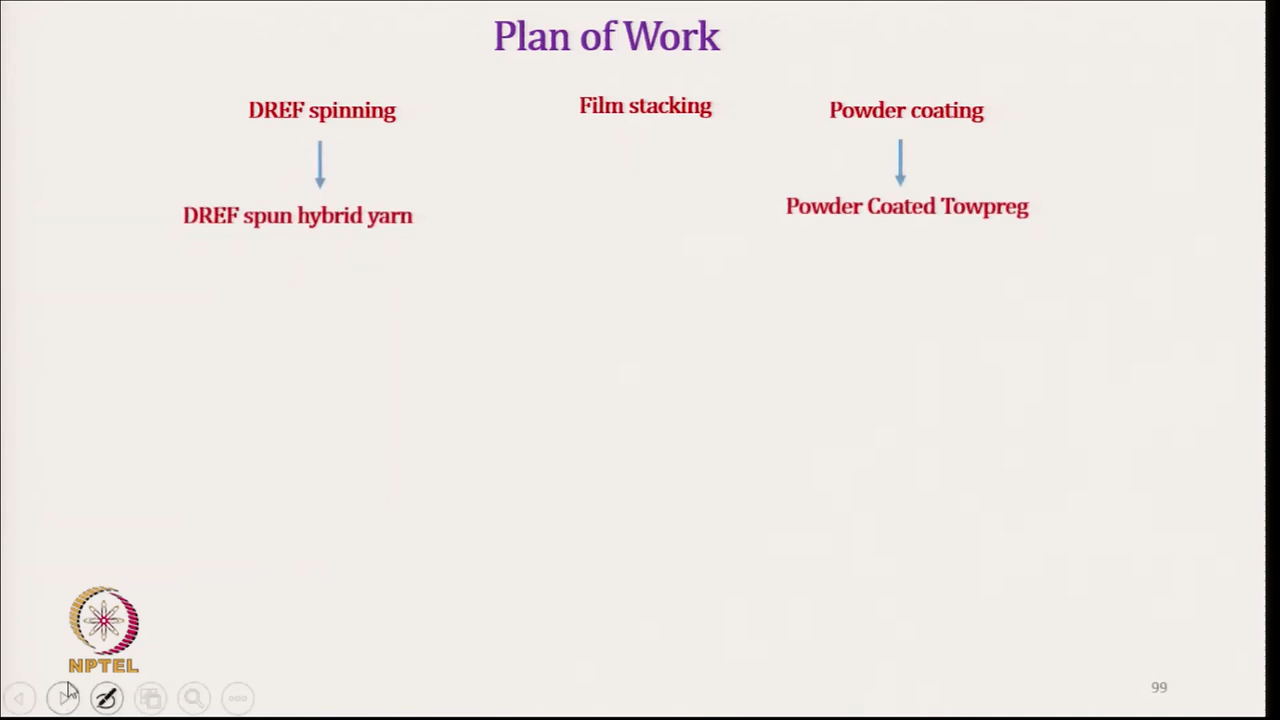 Plan of Work
DREF spinning
Film stacking
Powder coating
DREF spun hybrid yarn
Powder Coated Towpreg
NPTEL
99